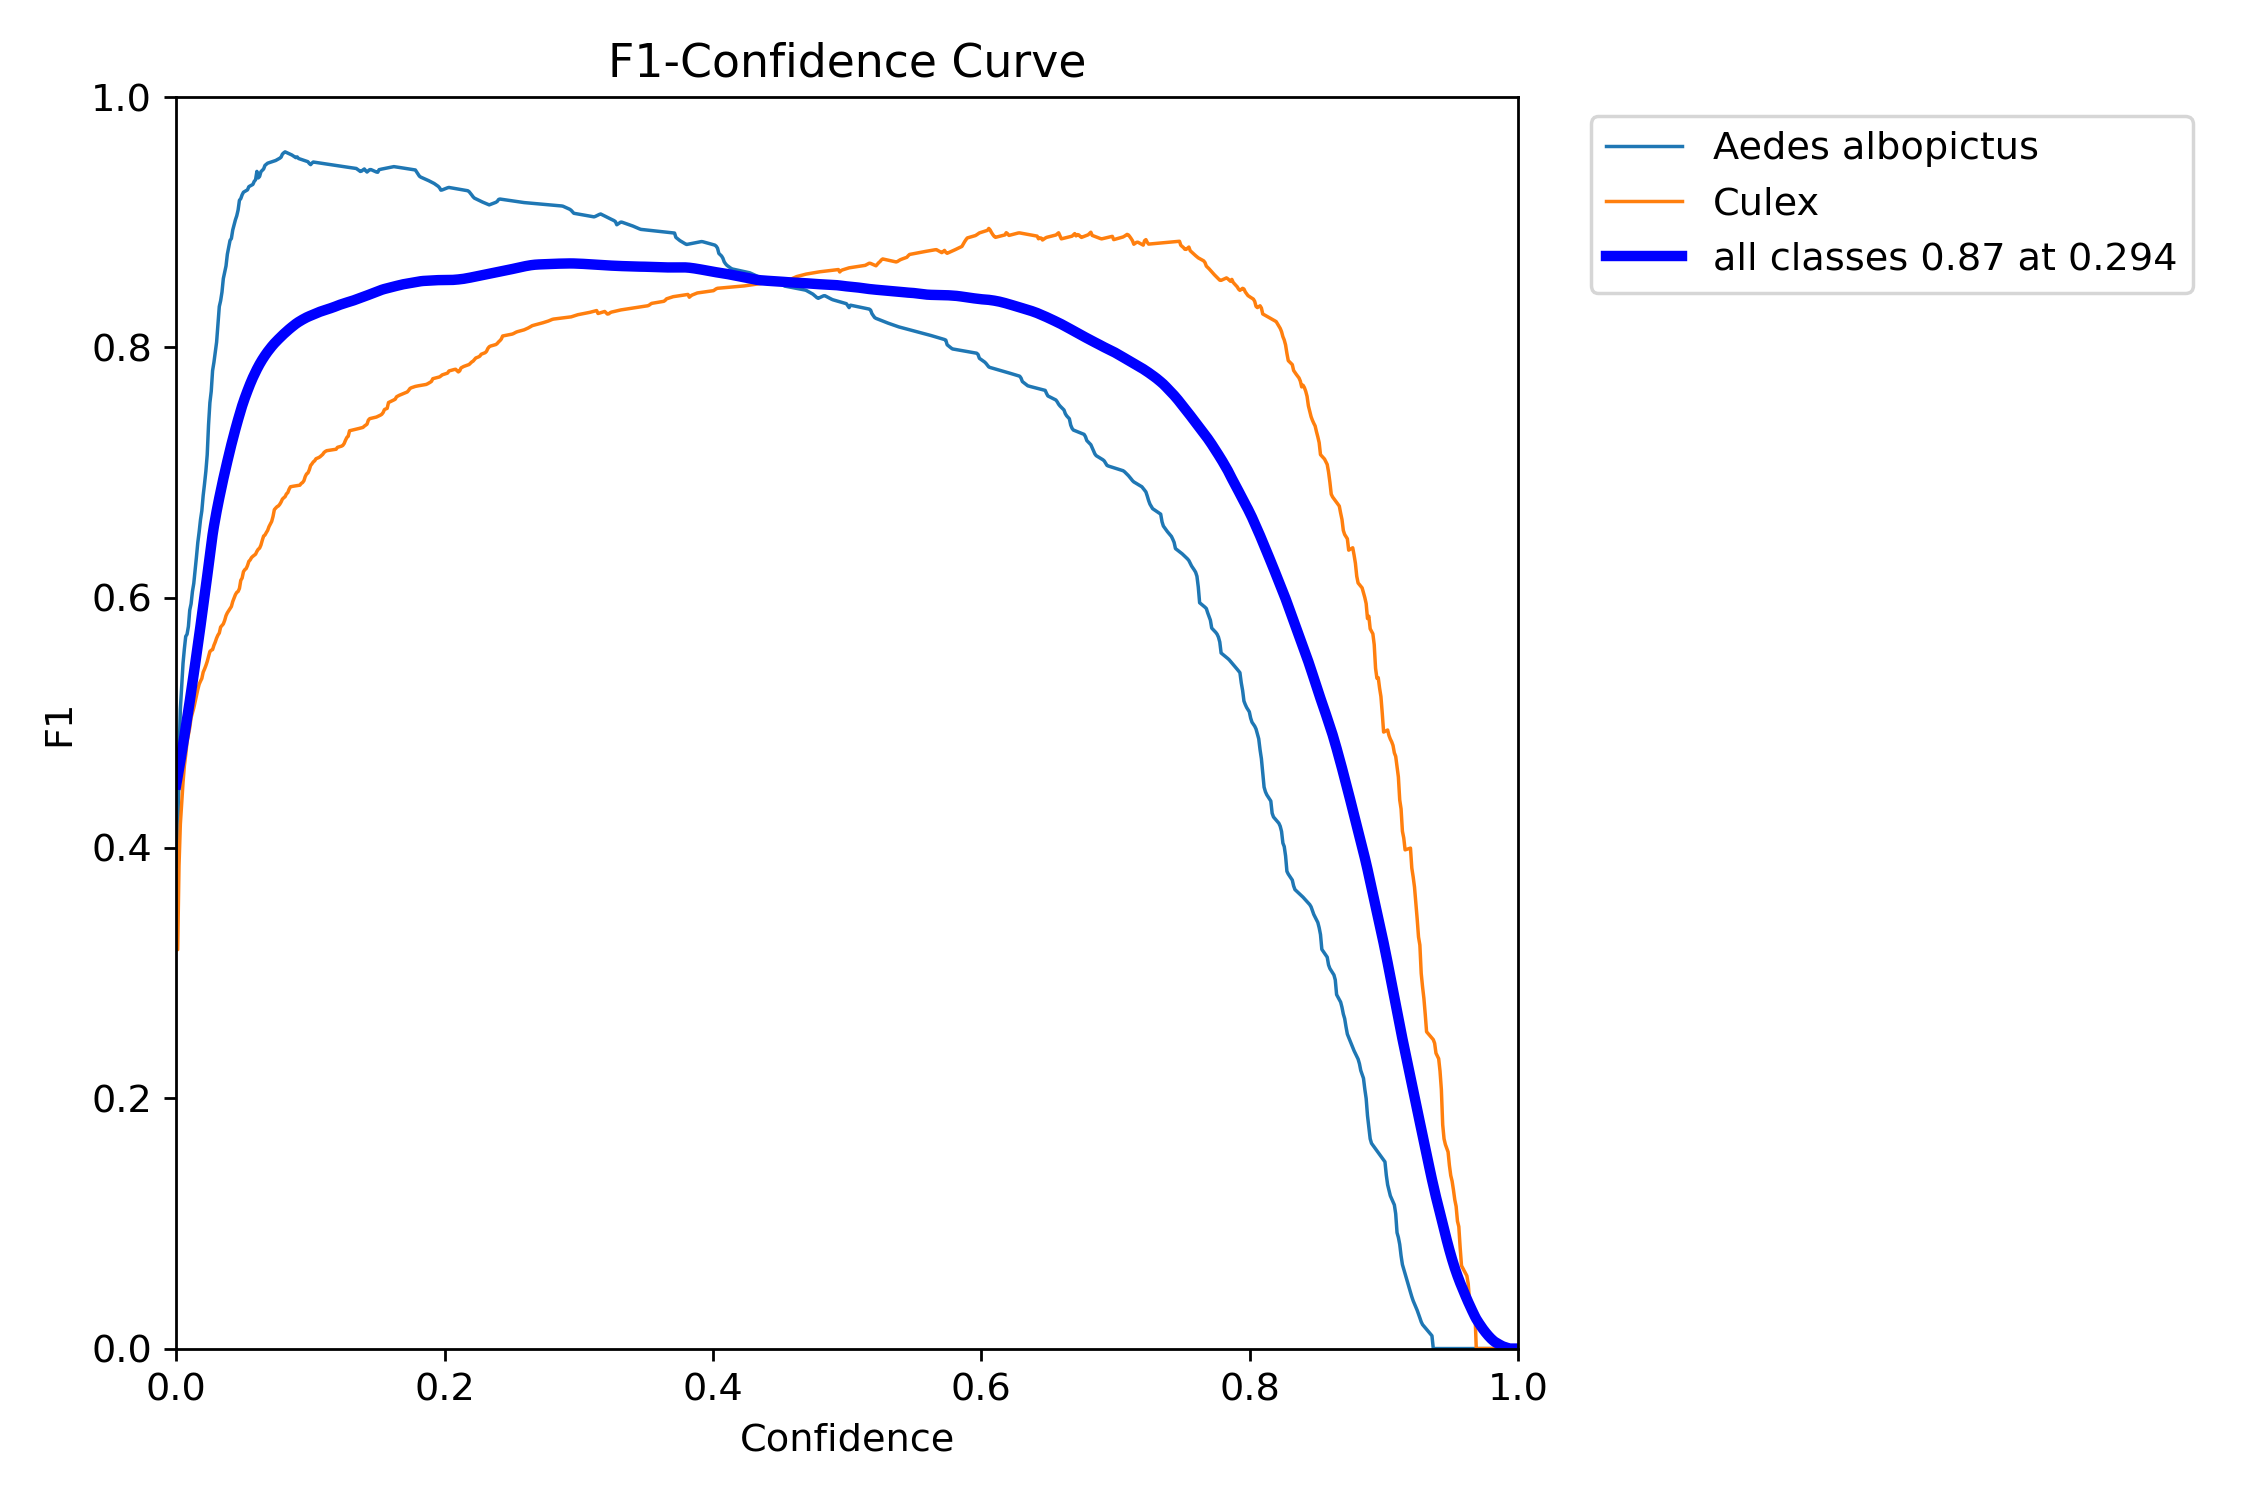 F1-Confidence Curve
1.0
0.8
0.6
0.4
0.2
0.0
F1
0.0 0.2 0.4 0.6 0.8 1.0
Confidence
Aedes albopictus
Culex
all classes 0.87 at 0.294